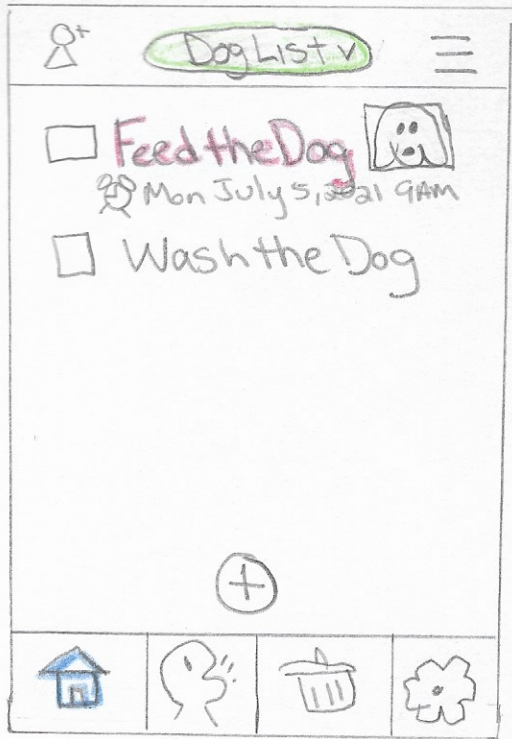 Dog List v
Feed the Dog
Mon July 5, 2021 9AM
Wash the Dog
+